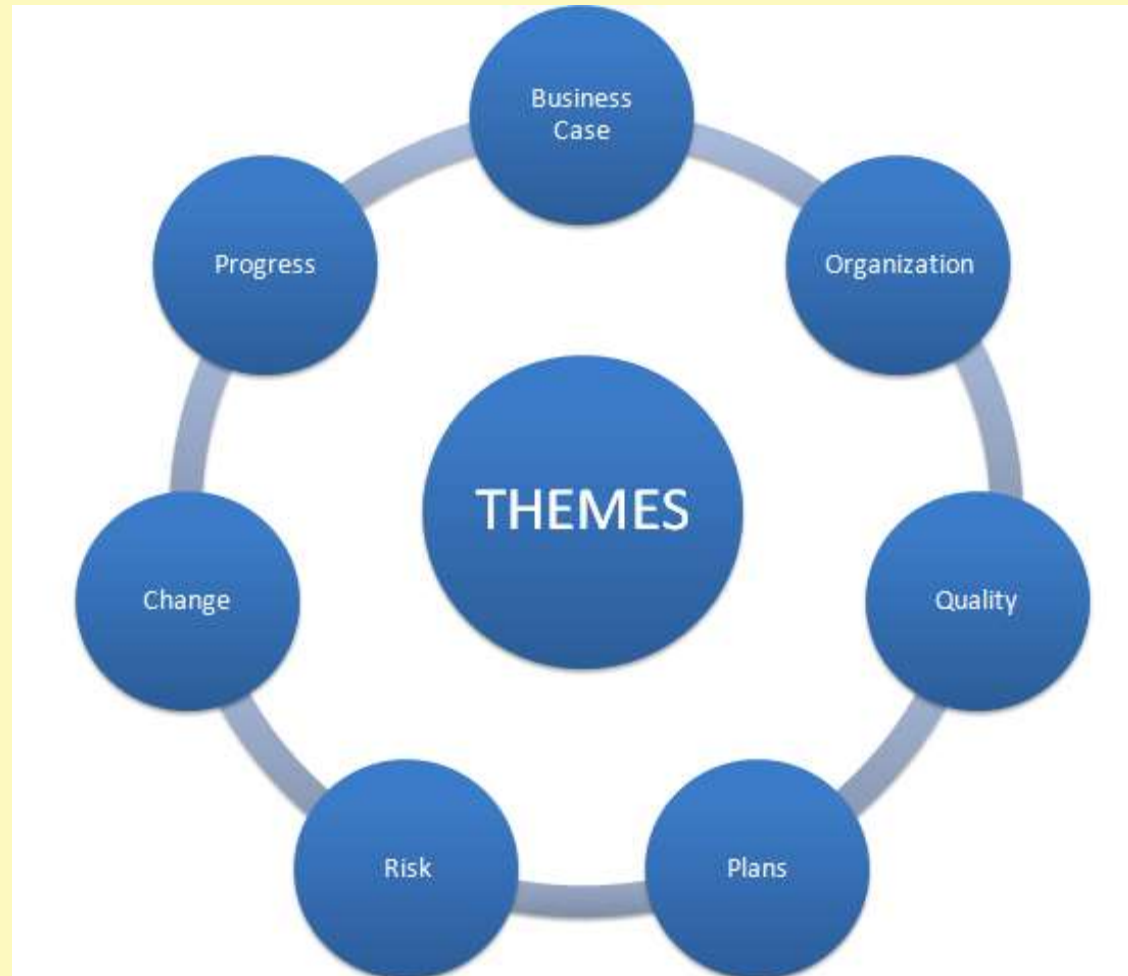 Business
Case
Organization
Quality
Plans
Risk
Change
Progress
THEMES